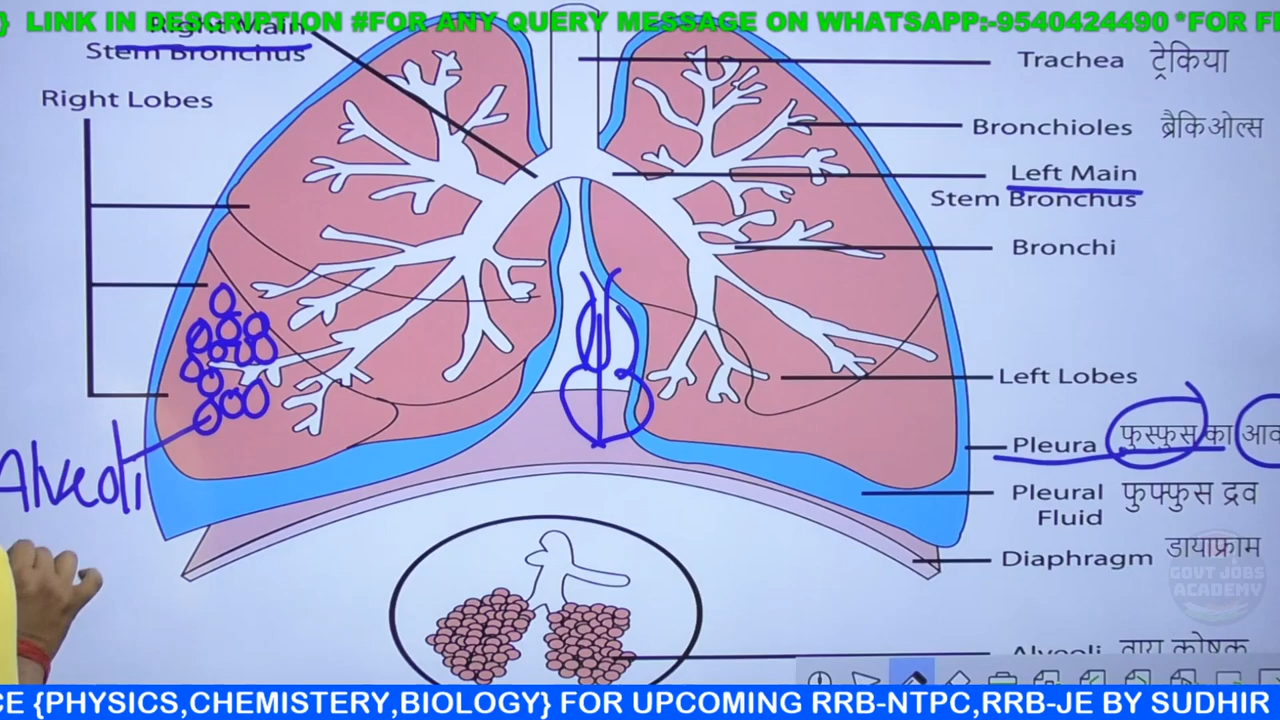 } LINK IN DESCRIPTION #FOR ANY QUERY MESSAGE ON WHATSAPP:-9540424490 *FOR
Right Main
Stem Bronchus
Right Lobes
Trachea ट्रेकिया
Bronchioles ब्रैकिओल्स
Left Main
Stem Bronchus
Bronchi
Left Lobes
Pleura फुस्फुस का
Pleural फुफ्फुस द्रव
Fluid
Diaphragm डायाफ्राम
GOVT JOBS
ACADEMY
Alveoli
Alveoli वायु कोषक
CE {PHYSICS,CHEMISTERY,BIOLOGY} FOR UPCOMING RRB-NTPC,RRB-JE BY SUDHIR